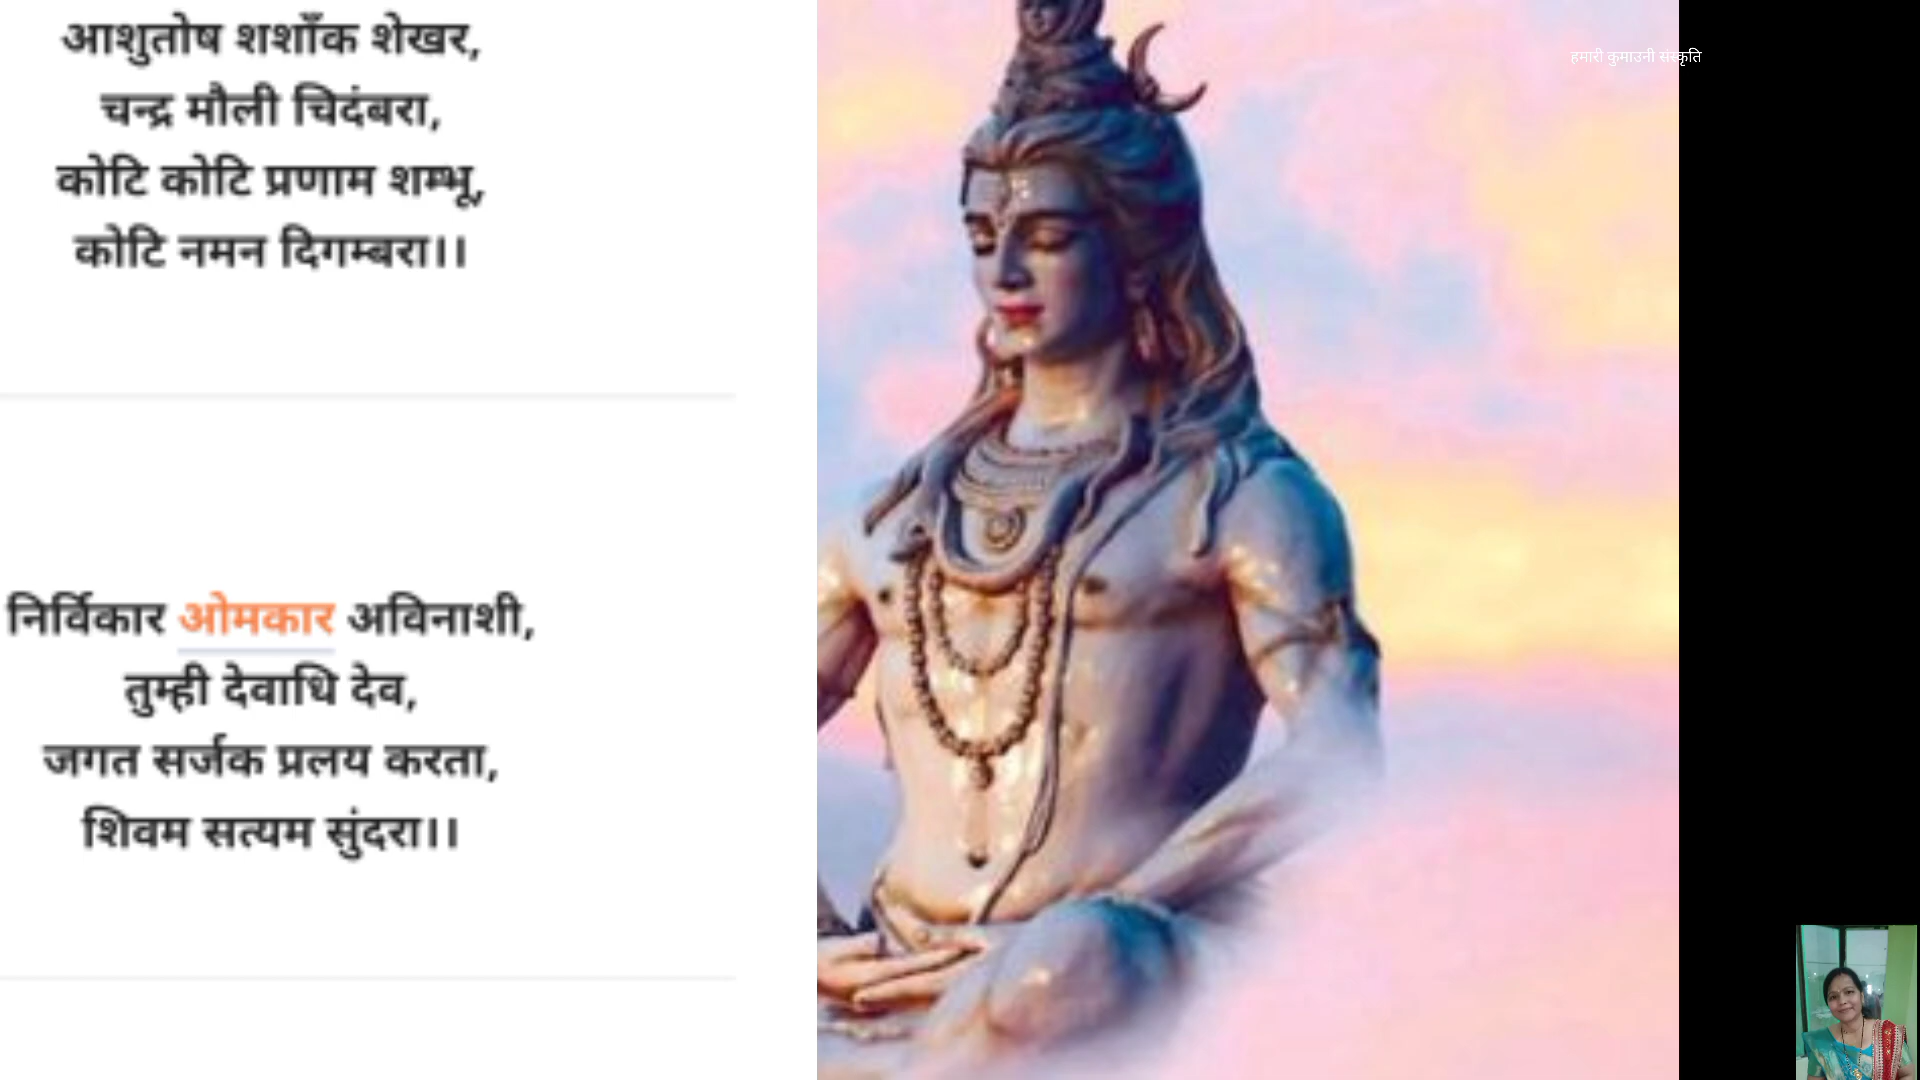 आशुतोष शशाँक शेखर,
चन्द्र मौली चिदंबरा,
कोटि कोटि प्रणाम शम्भू,
कोटि नमन दिगम्बरा।।
निर्विकार ओमकार अविनाशी,
तुम्ही देवाधि देव,
जगत सर्जक प्रलय करता,
शिवम सत्यम सुंदरा।।
हमारी कुमाउनी संस्कृति